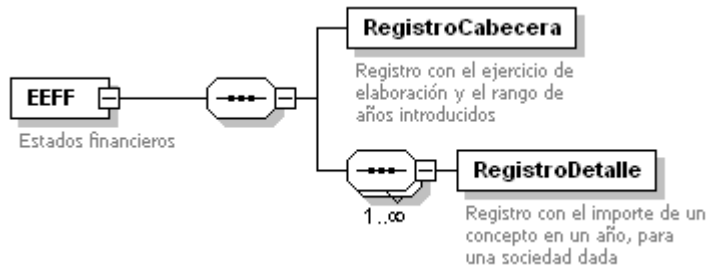 RegistroCabecera
Registro con el ejercicio de
elaboración y el rango de
años introducidos
EEFF
Estados financieros
RegistroDetalle
1..∞
Registro con el importe de un
concepto en un año, para
una sociedad dada